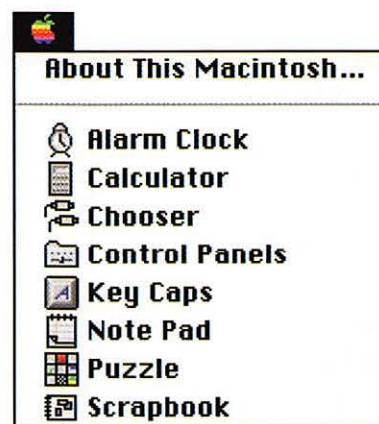 About This Macintosh...
Alarm Clock
Calculator
Chooser
Control Panels
Key Caps
Note Pad
Puzzle
Scrapbook